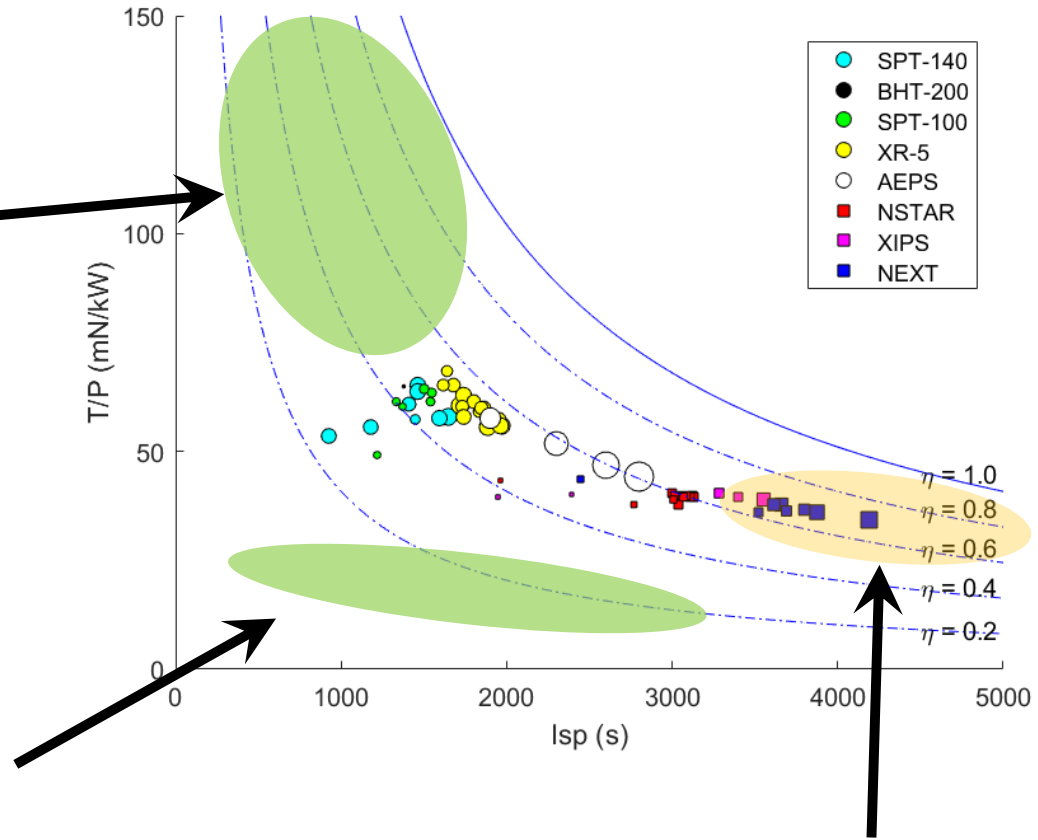 150
100
50
0
T/P (mN/kW)
0
1000
2000
3000
4000
5000
Isp (s)
SPT-140
BHT-200
SPT-100
XR-5
AEPS
NSTAR
XIPS
NEXT
η = 1.0
η = 0.8
η = 0.6
η = 0.4
η = 0.2